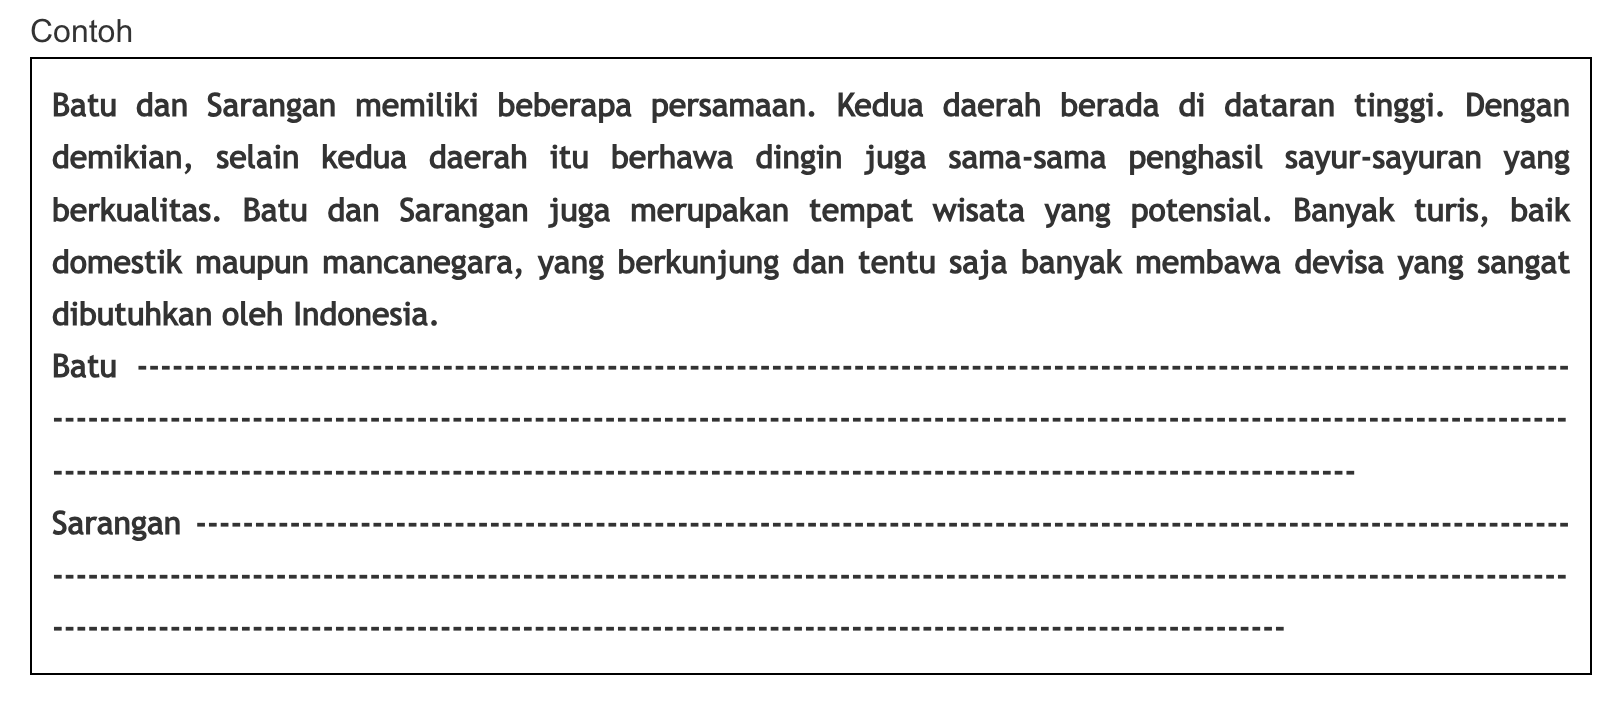 Contoh
Batu dan Sarangan memiliki beberapa persamaan. Kedua daerah berada di dataran tinggi. Dengan
demikian, selain kedua daerah itu berhawa dingin juga sama-sama penghasil sayur-sayuran yang
berkualitas. Batu dan Sarangan juga merupakan tempat wisata yang potensial. Banyak turis, baik
domestik maupun mancanegara, yang berkunjung dan tentu saja banyak membawa devisa yang sangat
dibutuhkan oleh Indonesia.
Batu ----------------------------------------------------------------------------------------------------------------------------
-----------------------------------------------------------------------------------------------------------------------------------
-----------------------------------------------------------------------------------------------------------------
Sarangan -----------------------------------------------------------------------------------------------------------------------
-----------------------------------------------------------------------------------------------------------------------------------
-----------------------------------------------------------------------------------------------------------